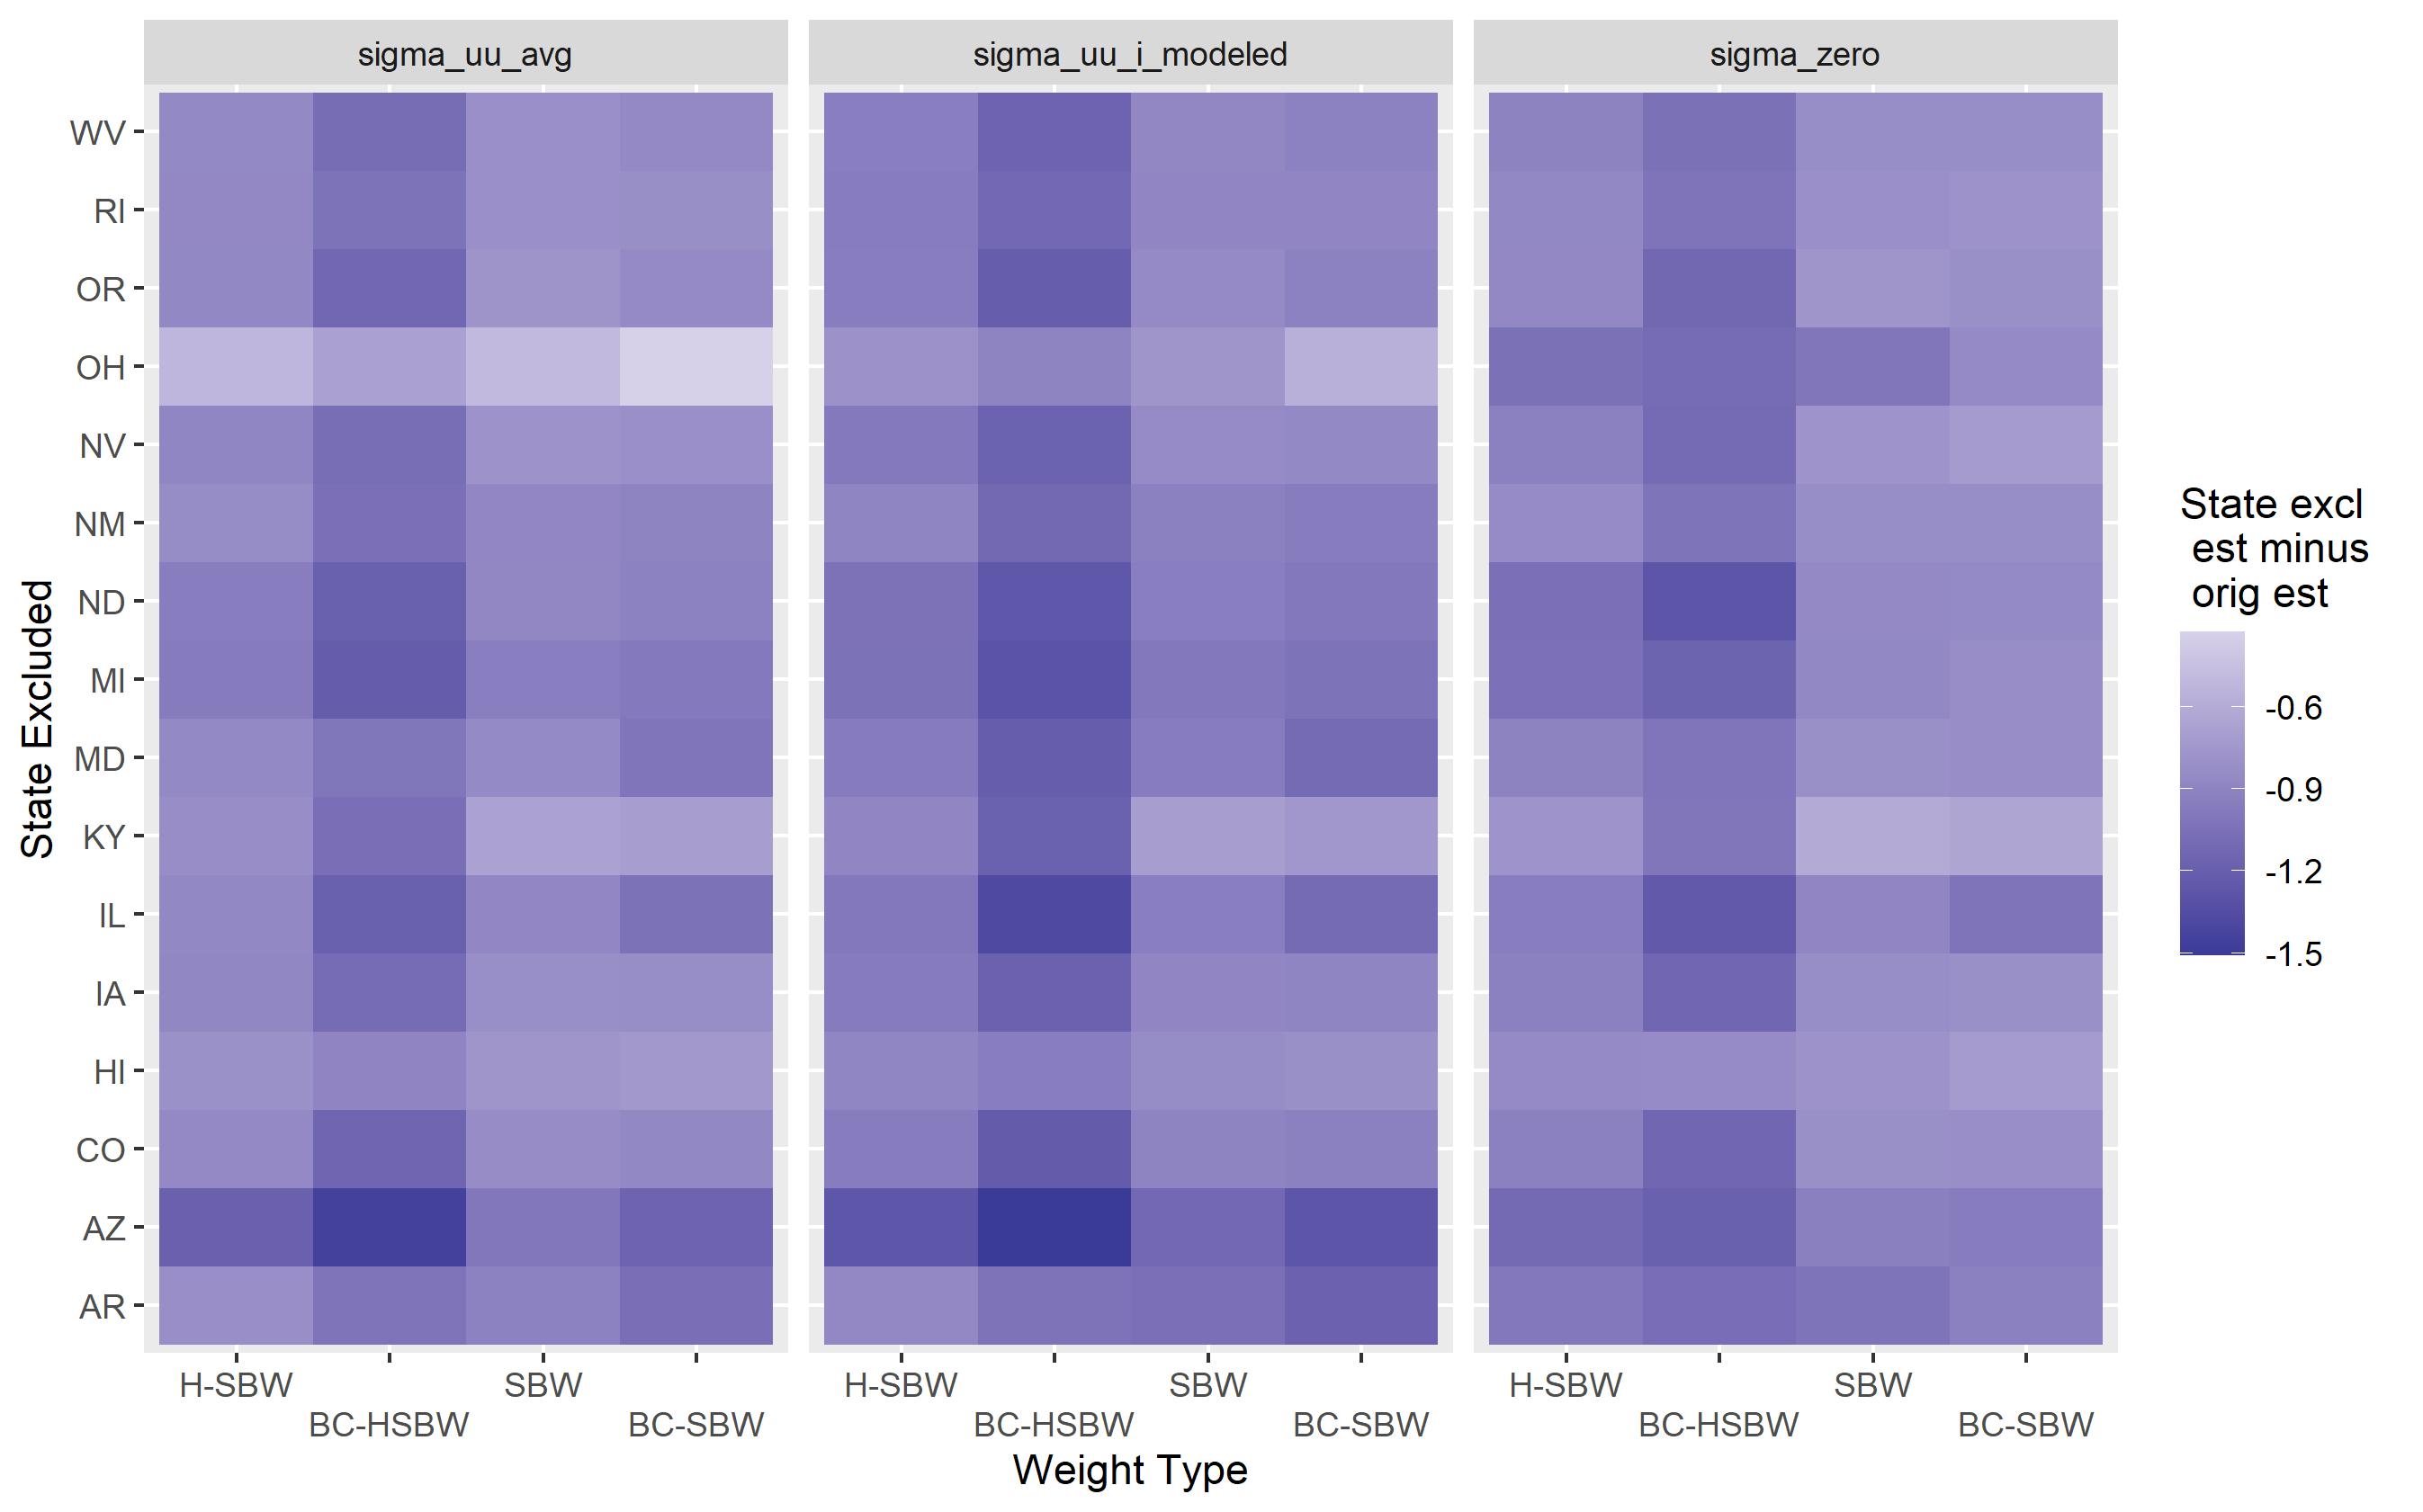 sigma_uu_avg
sigma_uu_i_modeled
sigma_zero
State Excluded
WV
RI
OR
OH
NV
NM
ND
MI
MD
KY
IL
IA
HI
CO
AZ
AR
H-SBW
BC-HSBW
SBW
BC-SBW
H-SBW
BC-HSBW
SBW
BC-SBW
H-SBW
BC-HSBW
SBW
BC-SBW
Weight Type
State excl
est minus
orig est
-0.6
-0.9
-1.2
-1.5